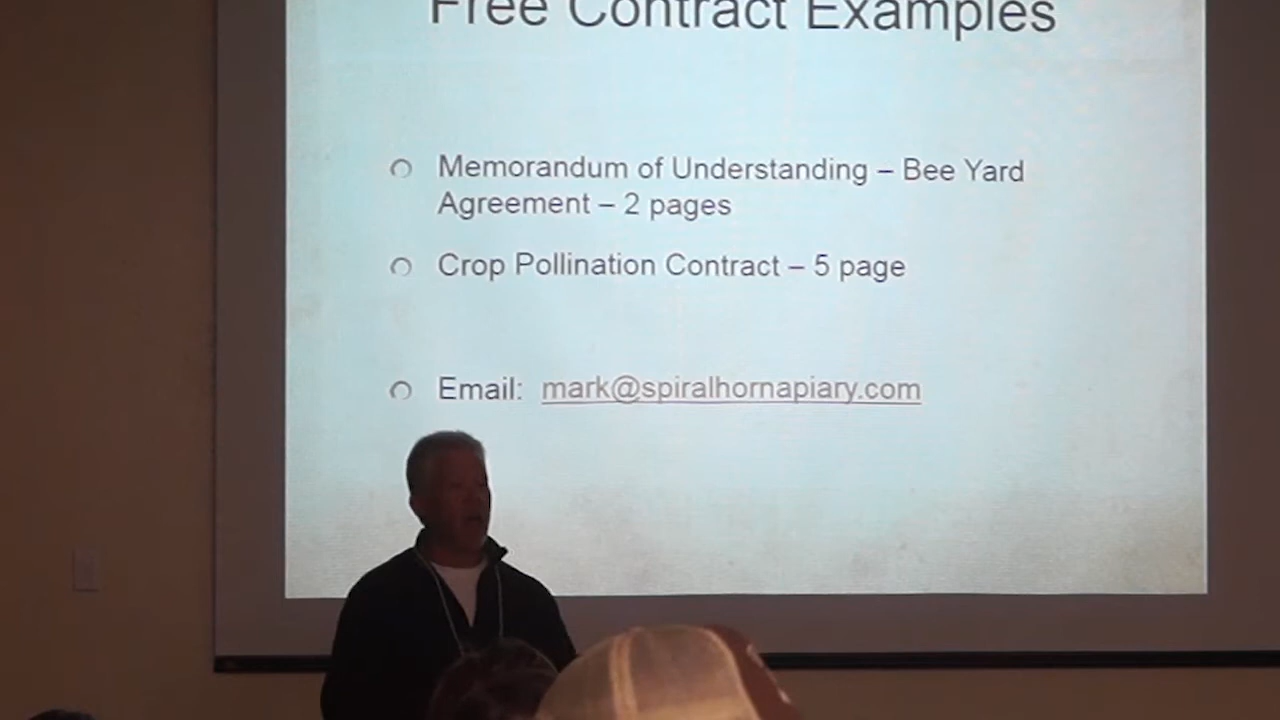 Free Contract Examples
Memorandum of Understanding – Bee Yard
Agreement – 2 pages
Crop Pollination Contract – 5 page
Email: mark@spiralhornapiary.com